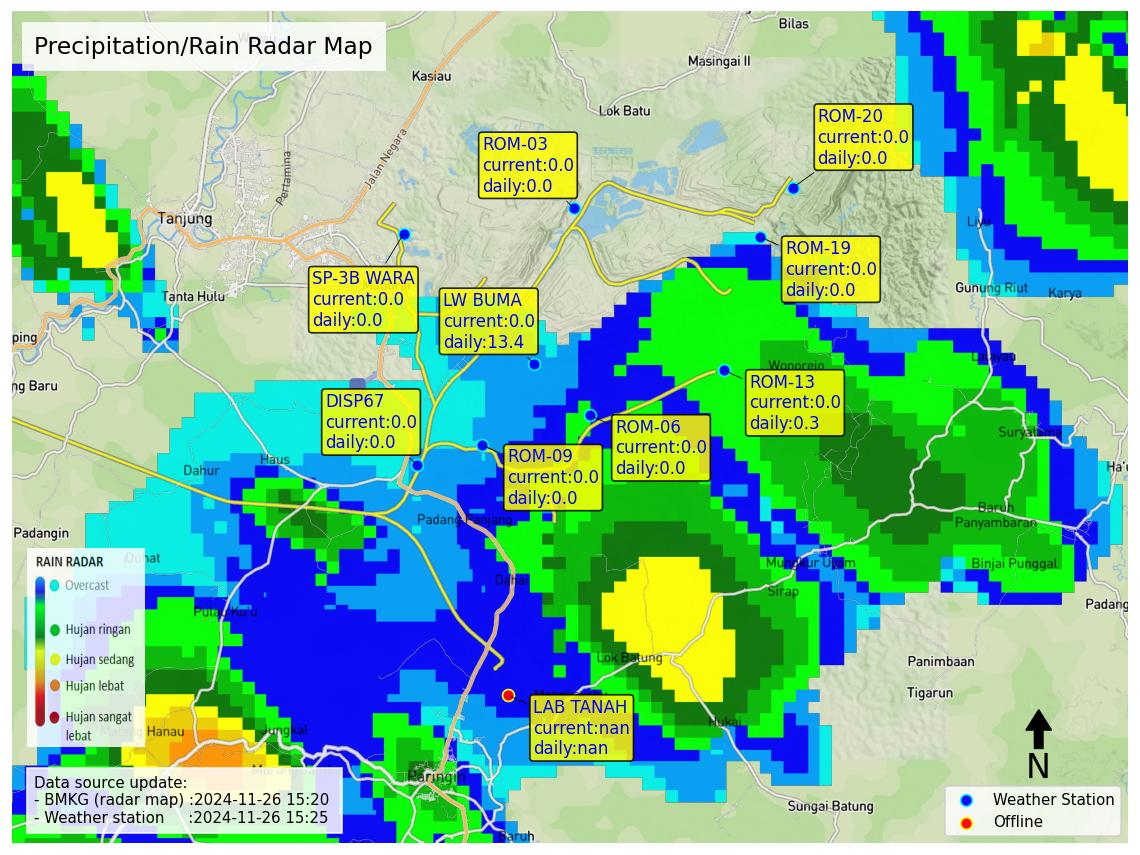 Precipitation/Rain Radar Map
Bilas
Masingai II
Kasiau
Lok Batu
Jalan Negara
Pertamina
Tanjung
Tanta Hulu
ROM-03
current:0.0
daily:0.0
ROM-20
current:0.0
daily:0.0
ROM-19
current:0.0
daily:0.0
SP-3B WARA
current:0.0
daily:0.0
LW BUMA
current:0.0
daily:13.4
Liyu
Gunung Riut
Karya
Lajayau
ping
ng Baru
Wonorejo
ROM-13
current:0.0
daily:0.3
DISP67
current:0.0
daily:0.0
ROM-06
current:0.0
daily:0.0
ROM-09
current:0.0
daily:0.0
Suryatama
Ha'u
Haus
Dahur
Baruh
Panyambaran
Padang Panjang
Padangin
Duhat
Dahai
Mungkur Uyam
Binjai Punggal
Sirap
Padang
Pulau Ku'u
Lok Batung
Panimbaan
Tigarun
RAIN RADAR
Overcast
Hujan ringan
Hujan sedang
Hujan lebat
Hujan sangat
lebat
LAB TANAH
current:nan
daily:nan
Hukai
Manau
Jungkal
Paringin
Sungai Batung
Baruh
Data source update:
- BMKG (radar map) :2024-11-26 15:20
- Weather station :2024-11-26 15:25
N
Weather Station
Offline